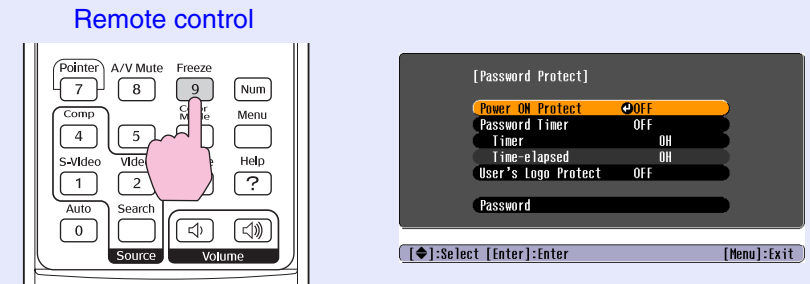 Remote control
Pointer A/V Mute Freeze
7 8 9 Num
Comp Menu
4 5
S-Video 
1 2 ?
Help
Auto Search
0
Source Volume
[Password Protect]
Power ON Protect OFF
Password Timer OFF
Timer 0H
Time-elapsed 0H
User's Logo Protect OFF
Password
[◆]:Select [Enter]:Enter [Menu]:Exit